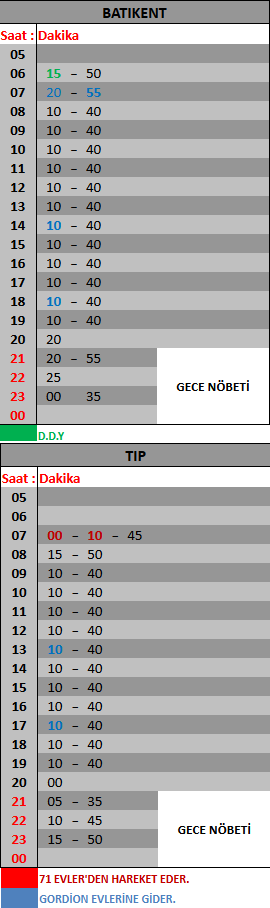 BATIKENT
Saat : Dakika
05
06 15 – 50
07 20 – 55
08 10 – 40
09 10 – 40
10 10 – 40
11 10 – 40
12 10 – 40
13 10 – 40
14 10 – 40
15 10 – 40
16 10 – 40
17 10 – 40
18 10 – 40
19 10 – 40
20 20
21 20 – 55
22 25
GECE NÖBETİ
23 00 35
00
D.D.Y
TIP
Saat : Dakika
05
06
07 00 – 10 – 45
08 15 – 50
09 10 – 40
10 10 – 40
11 10 – 40
12 10 – 40
13 10 – 40
14 10 – 40
15 10 – 40
16 10 – 40
17 10 – 40
18 10 – 40
19 10 – 40
20 00
21 05 – 35
22 10 – 45
GECE NÖBETİ
23 15 – 50
00
71 EVLER'DEN HAREKET EDER.
GORDİON EVLERİNE GİDER.